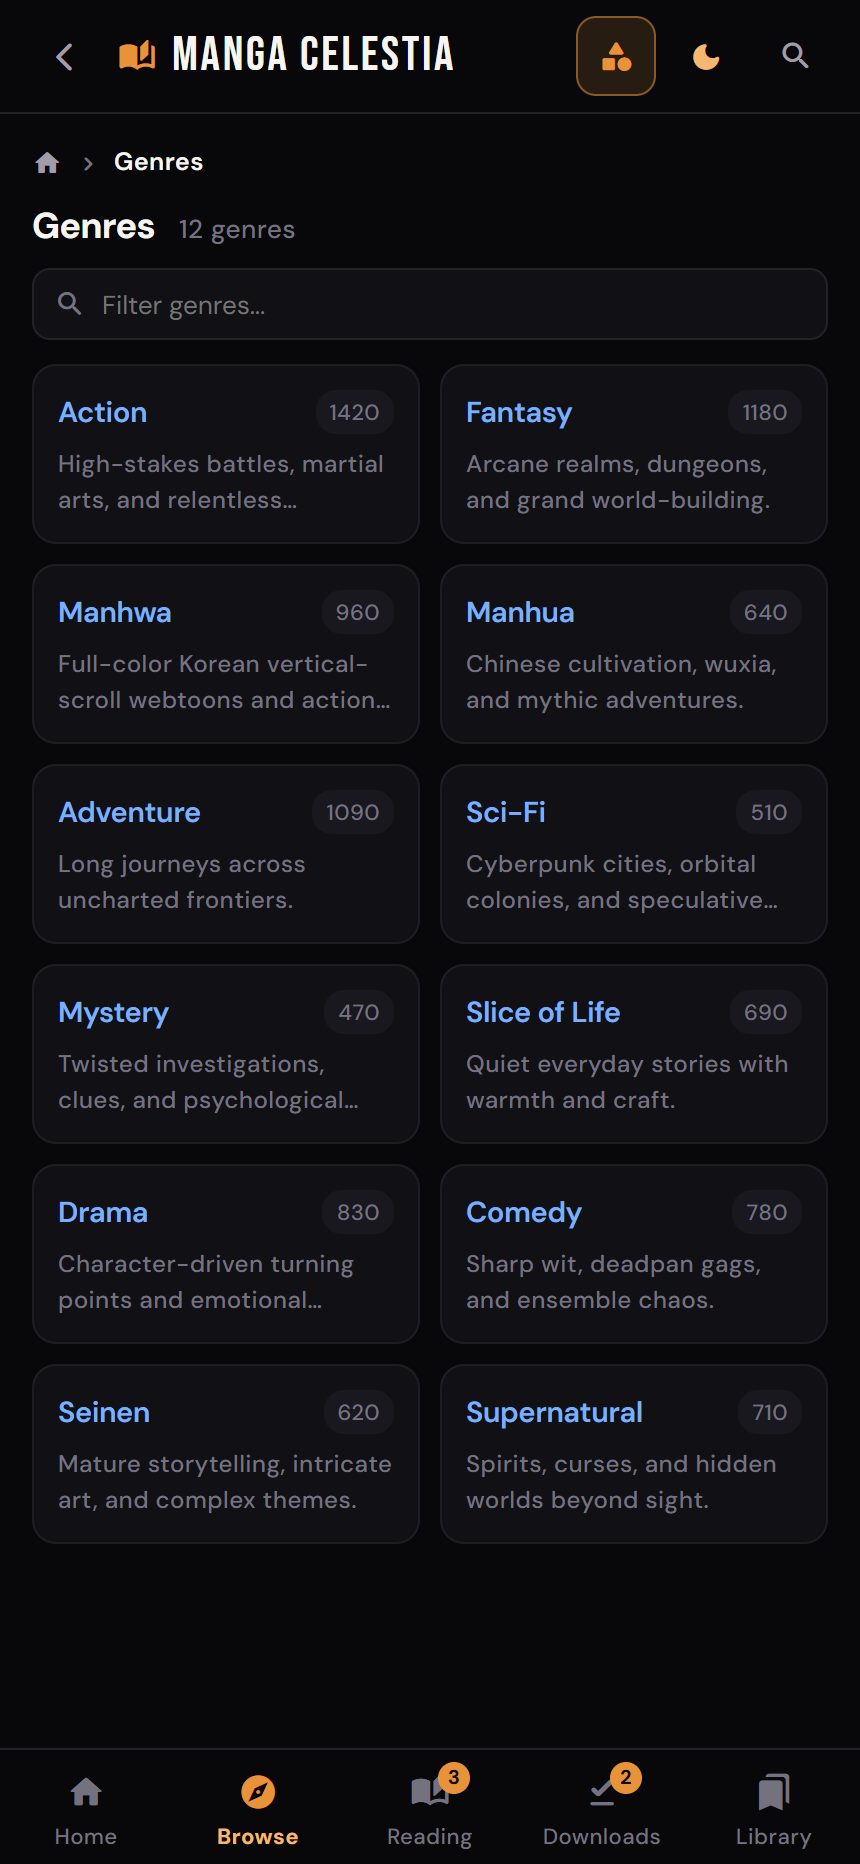 MANGA CELESTIA
Genres
Genres 12 genres
Filter genres...
Action 1420
High-stakes battles, martial
arts, and relentless...
Fantasy 1180
Arcane realms, dungeons,
and grand world-building.
Manhwa 960
Full-color Korean vertical-
scroll webtoons and action...
Manhua 640
Chinese cultivation, wuxia,
and mythic adventures.
Adventure 1090
Long journeys across
uncharted frontiers.
Sci-Fi 510
Cyberpunk cities, orbital
colonies, and speculative...
Mystery 470
Twisted investigations,
clues, and psychological...
Slice of Life 690
Quiet everyday stories with
warmth and craft.
Drama 830
Character-driven turning
points and emotional...
Comedy 780
Sharp wit, deadpan gags,
and ensemble chaos.
Seinen 620
Mature storytelling, intricate
art, and complex themes.
Supernatural 710
Spirits, curses, and hidden
worlds beyond sight.
3 2
Home Browse Reading Downloads Library